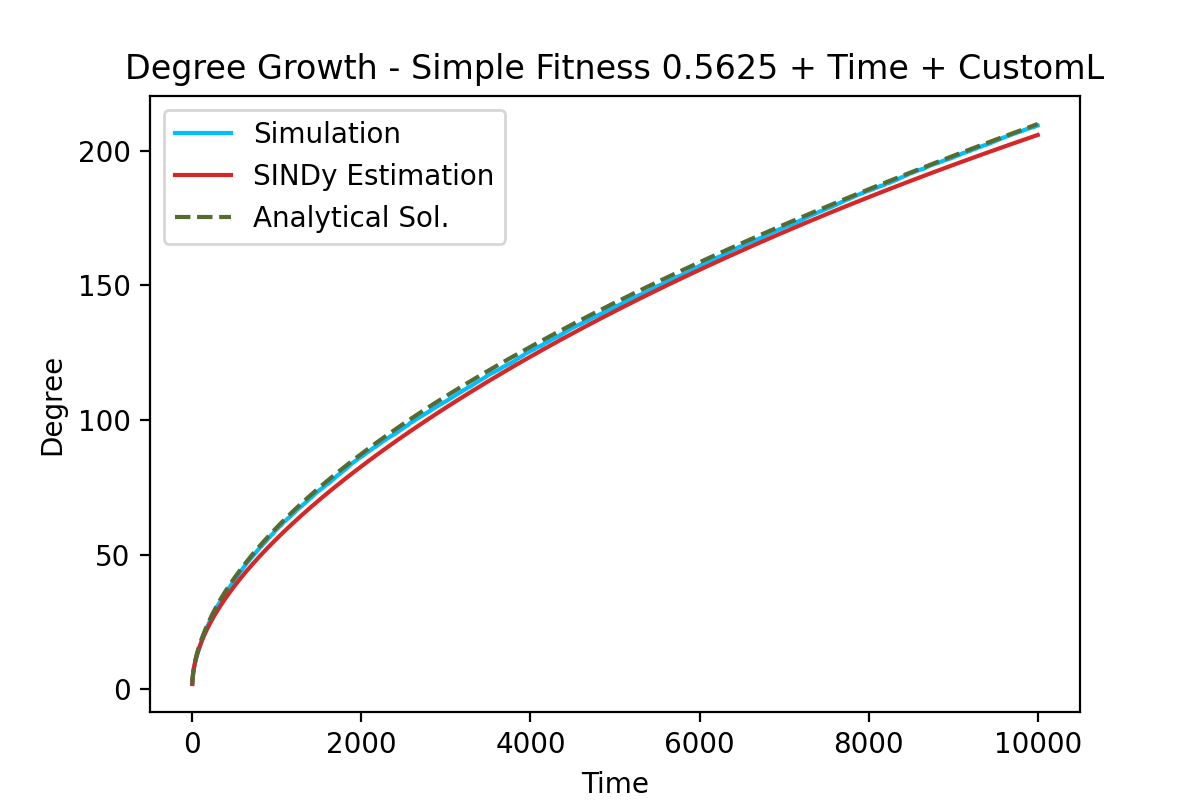 Degree Growth - Simple Fitness 0.5625 + Time + CustomL
Simulation
SINDy Estimation
Analytical Sol.
200
150
100
50
0
Degree
0 2000 4000 6000 8000 10000
Time